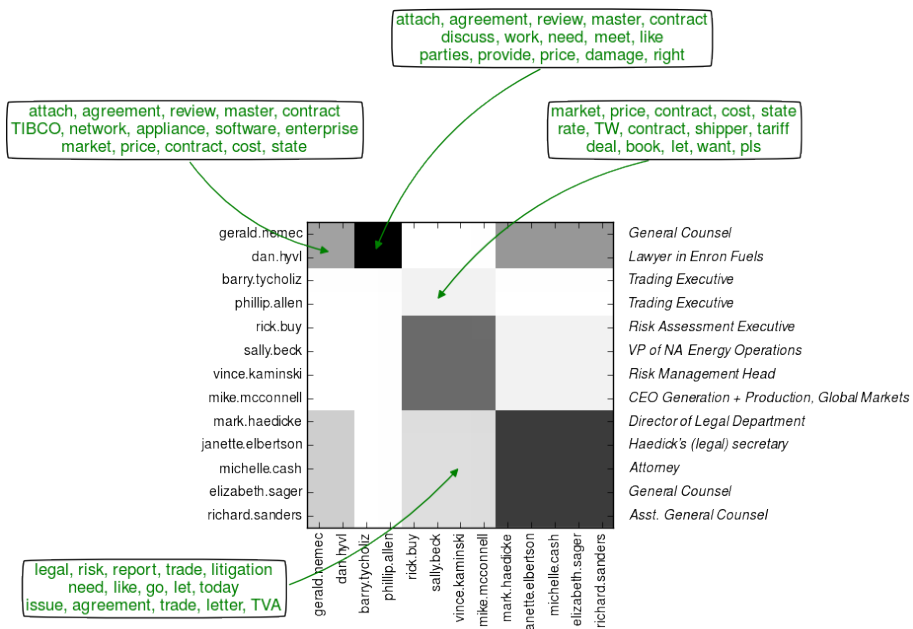 attach, agreement, review, master, contract
discuss, work, need, meet, like
parties, provide, price, damage, right
attach, agreement, review, master, contract
TIBCO, network, appliance, software, enterprise
market, price, contract, cost, state
market, price, contract, cost, state
rate, TW, contract, shipper, tariff
deal, book, let, want, pls
gerald.nemec General Counsel
dan.hyvl Lawyer in Enron Fuels
barry.tycholiz Trading Executive
phillip.allen Trading Executive
rick.buy Risk Assessment Executive
sally.beck VP of NA Energy Operations
vince.kaminski Risk Management Head
mike.mcconnell CEO Generation + Production, Global Markets
mark.haedicke Director of Legal Department
janette.elbertson Haedick's (legal) secretary
michelle.cash Attorney
elizabeth.sager General Counsel
richard.sanders Asst. General Counsel
legal, risk, report, trade, litigation
need, like, go, let, today
issue, agreement, trade, letter, TVA
gerald.nemec
dan.hyvl
barry.tycholiz
phillip.allen
rick.buy
sally.beck
vince.kaminski
mike.mcconnell
mark.haedicke
anette.elbertson
michelle.cash
elizabeth.sager
richard.sanders